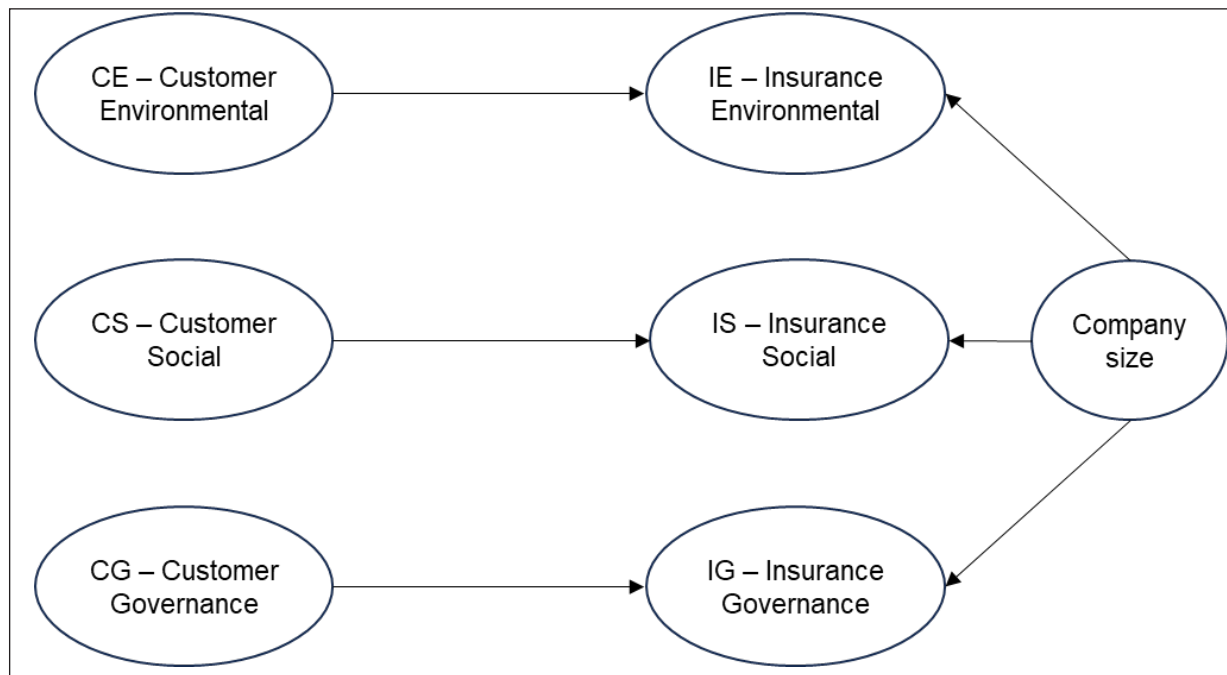 CE – Customer
Environmental
IE – Insurance
Environmental
CS – Customer
Social
IS – Insurance
Social
Company
size
CG – Customer
Governance
IG – Insurance
Governance